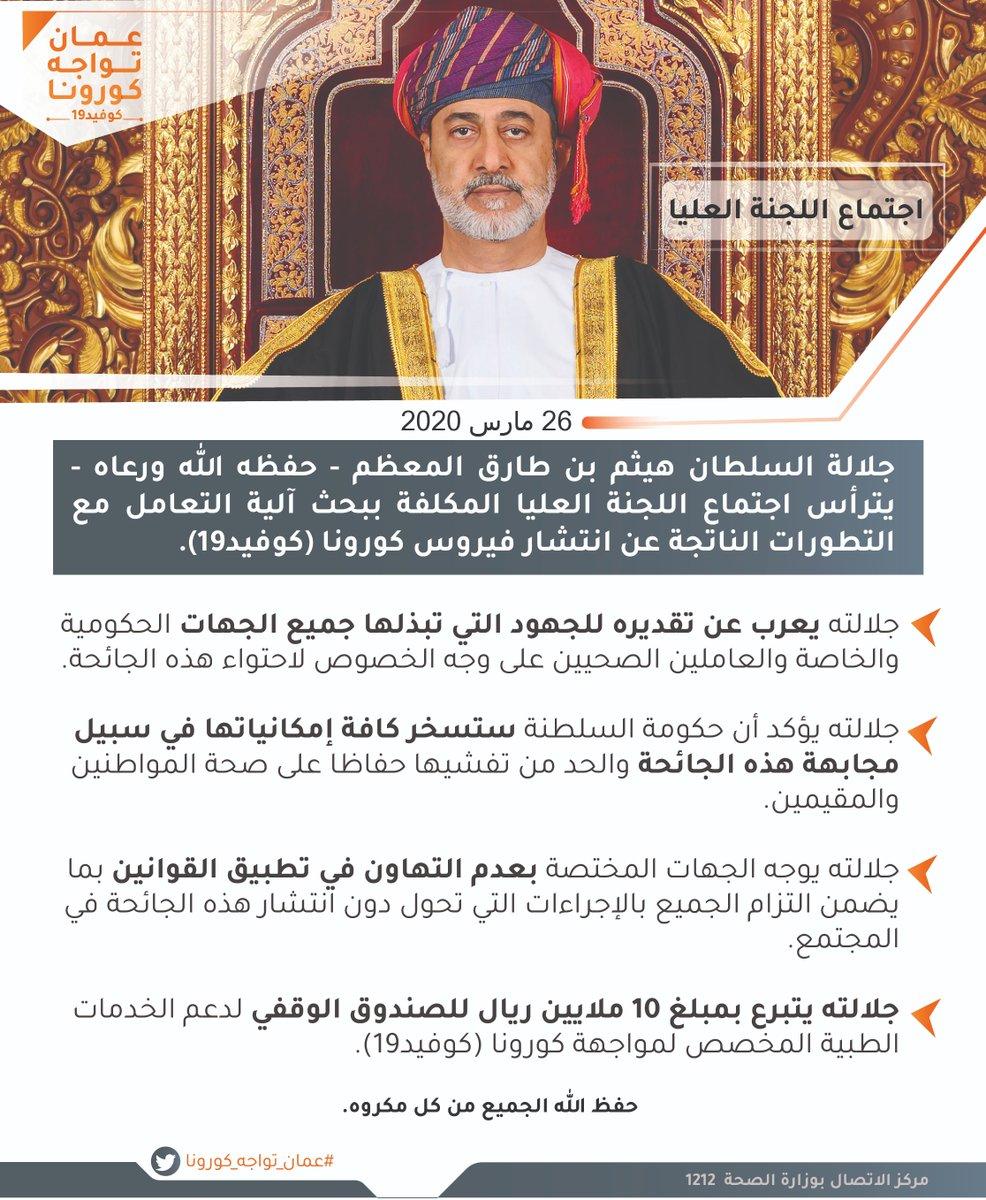 عمان
تواجه
كورونا
كوفيد19
اجتماع اللجنة العليا
26 مارس 2020
جلالة السلطان هيثم بن طارق المعظم - حفظه الله ورعاه -
يترأس اجتماع اللجنة العليا المكلفة ببحث آلية التعامل مع
التطورات الناتجة عن انتشار فيروس كورونا (كوفيد19).
جلالته يعرب عن تقديره للجهود التي تبذلها جميع الجهات الحكومية
والخاصة والعاملين الصحيين على وجه الخصوص لاحتواء هذه الجائحة.
جلالته يؤكد أن حكومة السلطنة ستسخر كافة إمكانياتها في سبيل
مجابهة هذه الجائحة والحد من تفشيها حفاظا على صحة المواطنين
والمقيمين.
جلالته يوجه الجهات المختصة بعدم التهاون في تطبيق القوانين بما
يضمن التزام الجميع بالإجراءات التي تحول دون انتشار هذه الجائحة في
المجتمع.
جلالته يتبرع بمبلغ 10 ملايين ريال للصندوق الوقفي لدعم الخدمات
الطبية المخصص لمواجهة كورونا (كوفيد19).
حفظ الله الجميع من كل مكروه.
#عمان_تواجه_كورونا
مركز الاتصال بوزارة الصحة 1212